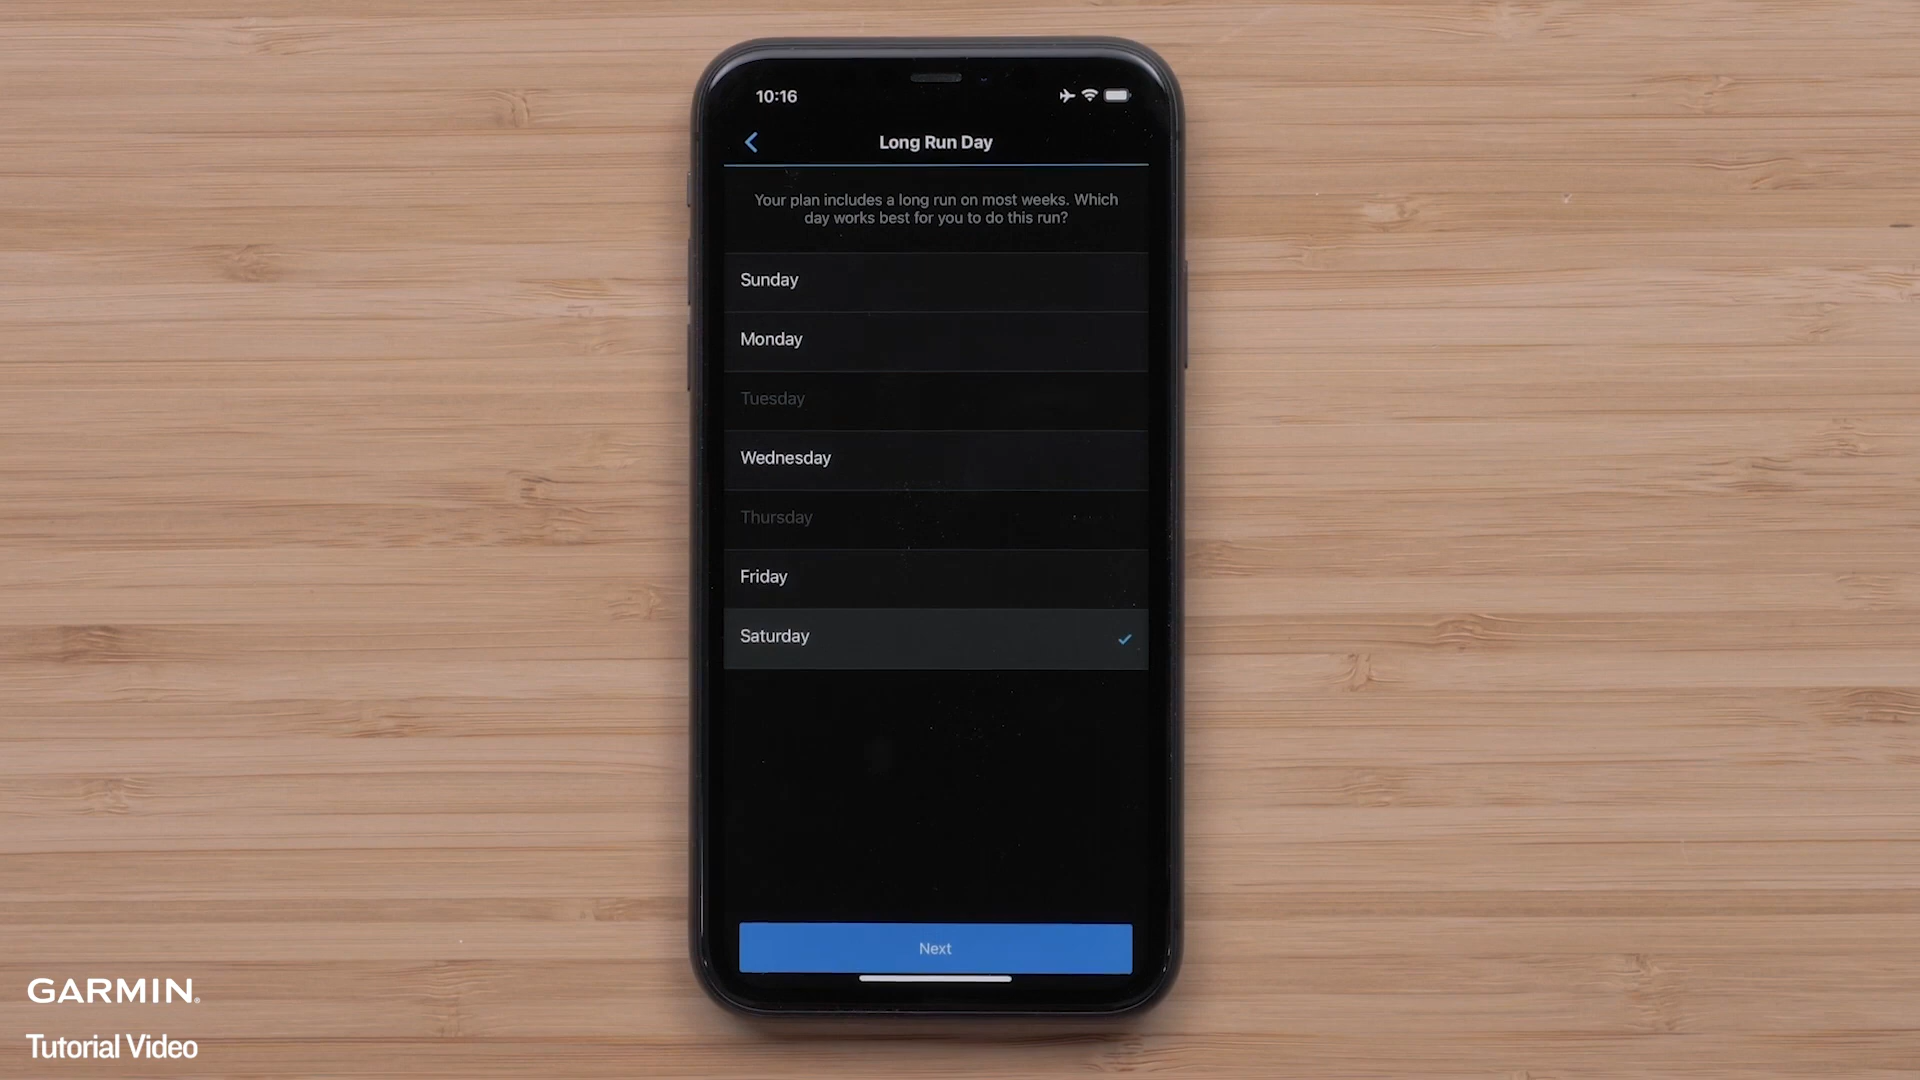 10:16
Long Run Day
Your plan includes a long run on most weeks. Which
day works best for you to do this run?
Sunday
Monday
Tuesday
Wednesday
Thursday
Friday
Saturday
Next
GARMIN®
Tutorial Video